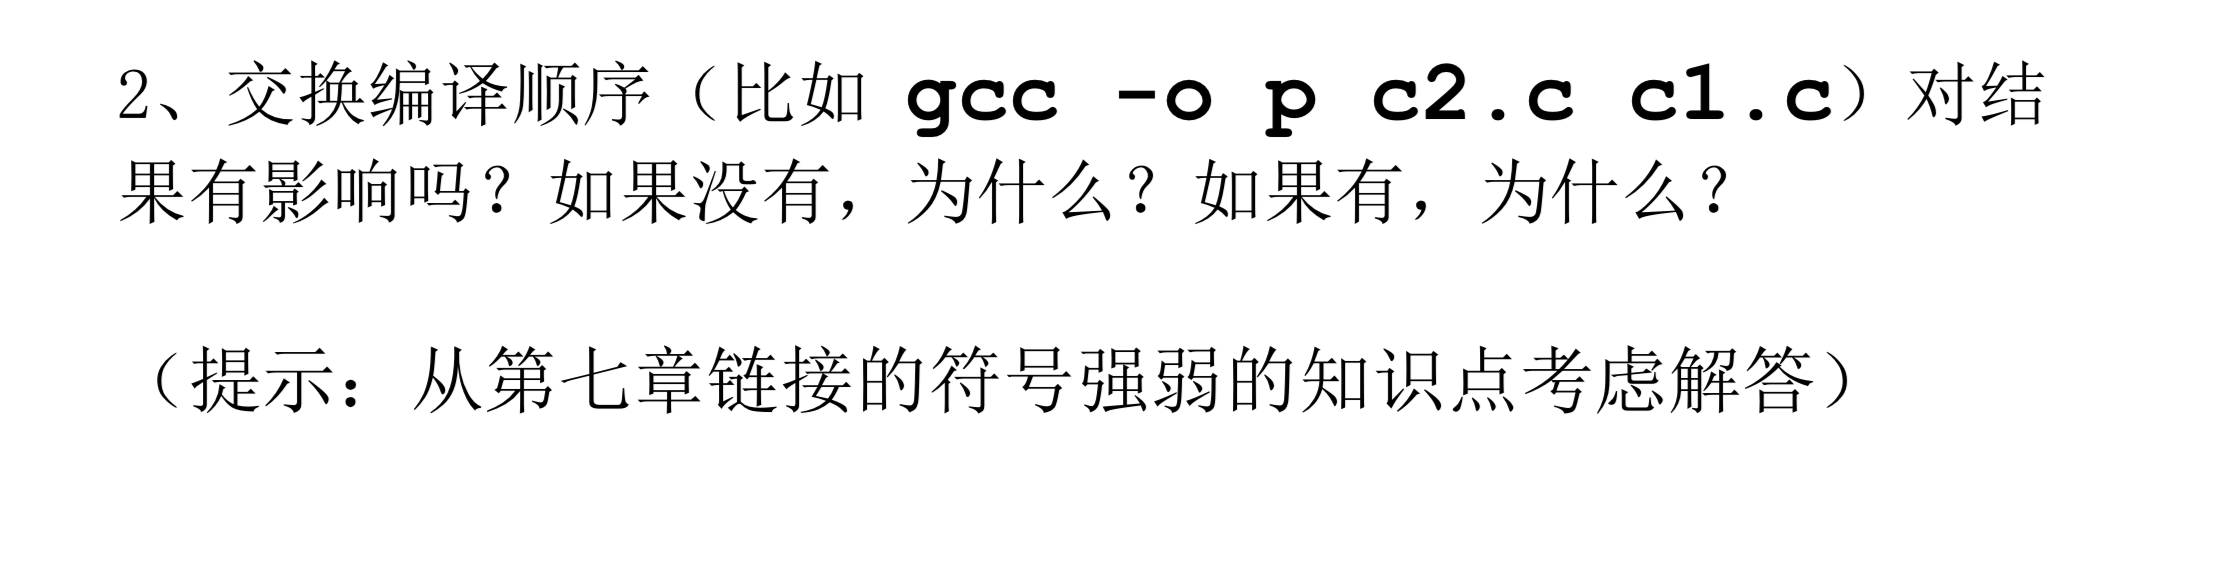 2、交换编译顺序（比如 gcc -o p c2.c c1.c）对结
果有影响吗？如果没有，为什么？如果有，为什么？
（提示：从第七章链接的符号强弱的知识点考虑解答）